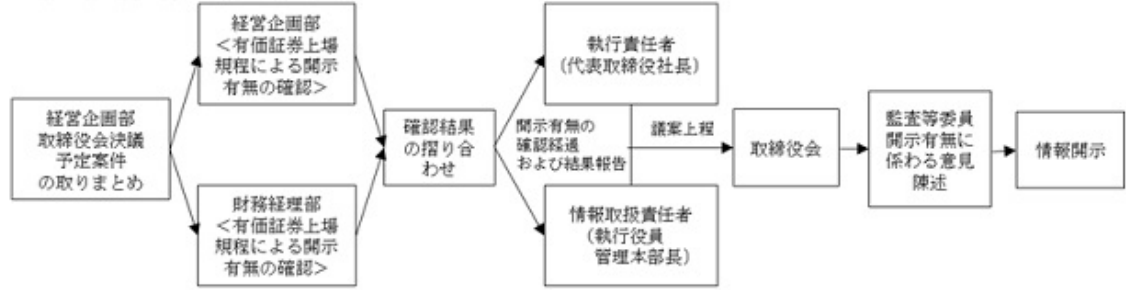 経営企画部
取締役会決議
予定案件
の取りまとめ
経営企画部
＜有価証券上場
規程による開示
有無の確認＞
財務経理部
＜有価証券上場
規程による開示
有無の確認＞
確認結果
の摺り合
わせ
執行責任者
（代表取締役社長）
開示有無の
確認経過
および結果報告
情報取扱責任者
（執行役員
管理本部長）
議案上程
取締役会
監査等委員
開示有無に
係わる意見
陳述
情報開示